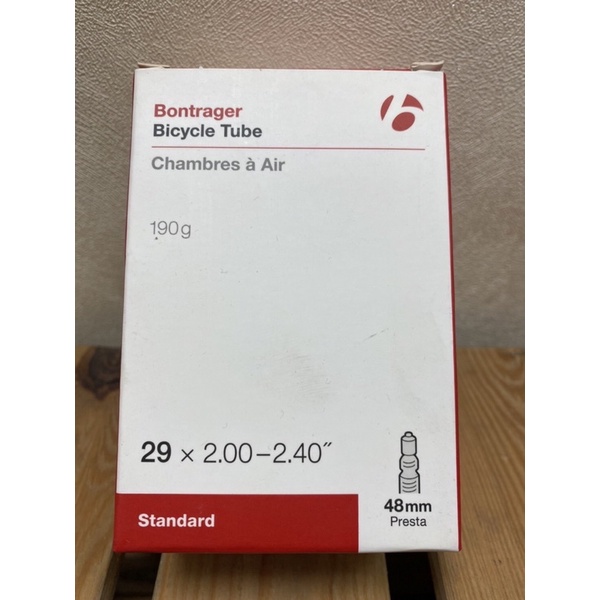 Bontrager
Bicycle Tube
Chambres à Air
190g
29 × 2.00–2.40″
48mm
Presta
Standard